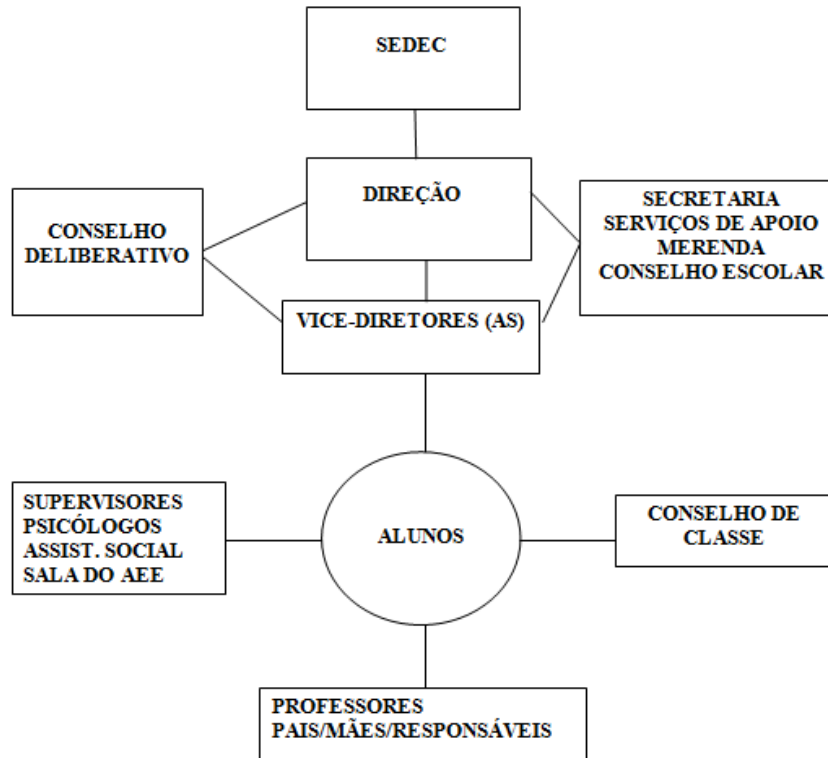 SEDEC
DIREÇÃO
CONSELHO
DELIBERATIVO
SECRETARIA
SERVIÇOS DE APOIO
MERENDA
CONSELHO ESCOLAR
VICE-DIRETORES (AS)
SUPERVISORES
PSICÓLOGOS
ASSIST. SOCIAL
SALA DO AEE
ALUNOS
CONSELHO DE
CLASSE
PROFESSORES
PAIS/MÃES/RESPONSÁVEIS